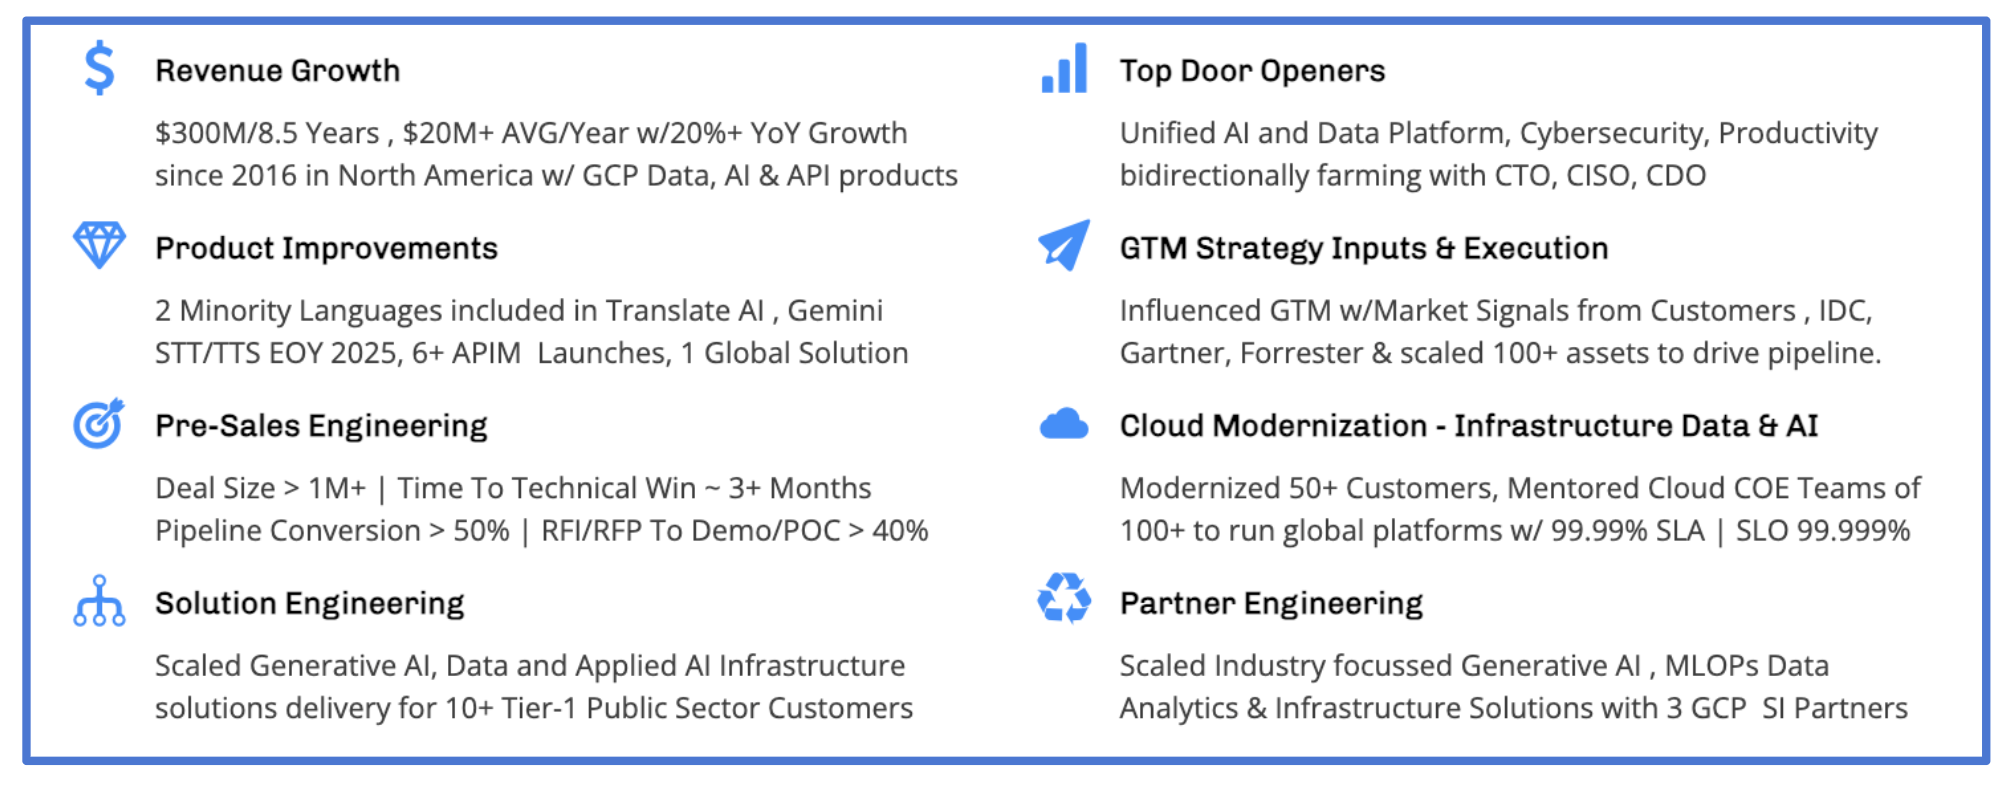 Revenue Growth
$300M/8.5 Years , $20M+ AVG/Year w/20%+ YoY Growth
since 2016 in North America w/ GCP Data, AI & API products
Product Improvements
2 Minority Languages included in Translate AI , Gemini
STT/TTS EOY 2025, 6+ APIM  Launches, 1 Global Solution
Pre-Sales Engineering
Deal Size > 1M+ | Time To Technical Win ~ 3+ Months
Pipeline Conversion > 50% | RFI/RFP To Demo/POC > 40%
Solution Engineering
Scaled Generative AI, Data and Applied AI Infrastructure
solutions delivery for 10+ Tier-1 Public Sector Customers
Top Door Openers
Unified AI and Data Platform, Cybersecurity, Productivity
bidirectionally farming with CTO, CISO, CDO
GTM Strategy Inputs & Execution
Influenced GTM w/Market Signals from Customers , IDC,
Gartner, Forrester & scaled 100+ assets to drive pipeline.
Cloud Modernization - Infrastructure Data & AI
Modernized 50+ Customers, Mentored Cloud COE Teams of
100+ to run global platforms w/ 99.99% SLA | SLO 99.999%
Partner Engineering
Scaled Industry focussed Generative AI , MLOPs Data
Analytics & Infrastructure Solutions with 3 GCP  SI Partners